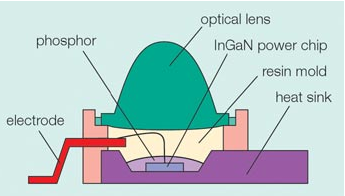 optical lens
phosphor
InGaN power chip
resin mold
heat sink
electrode